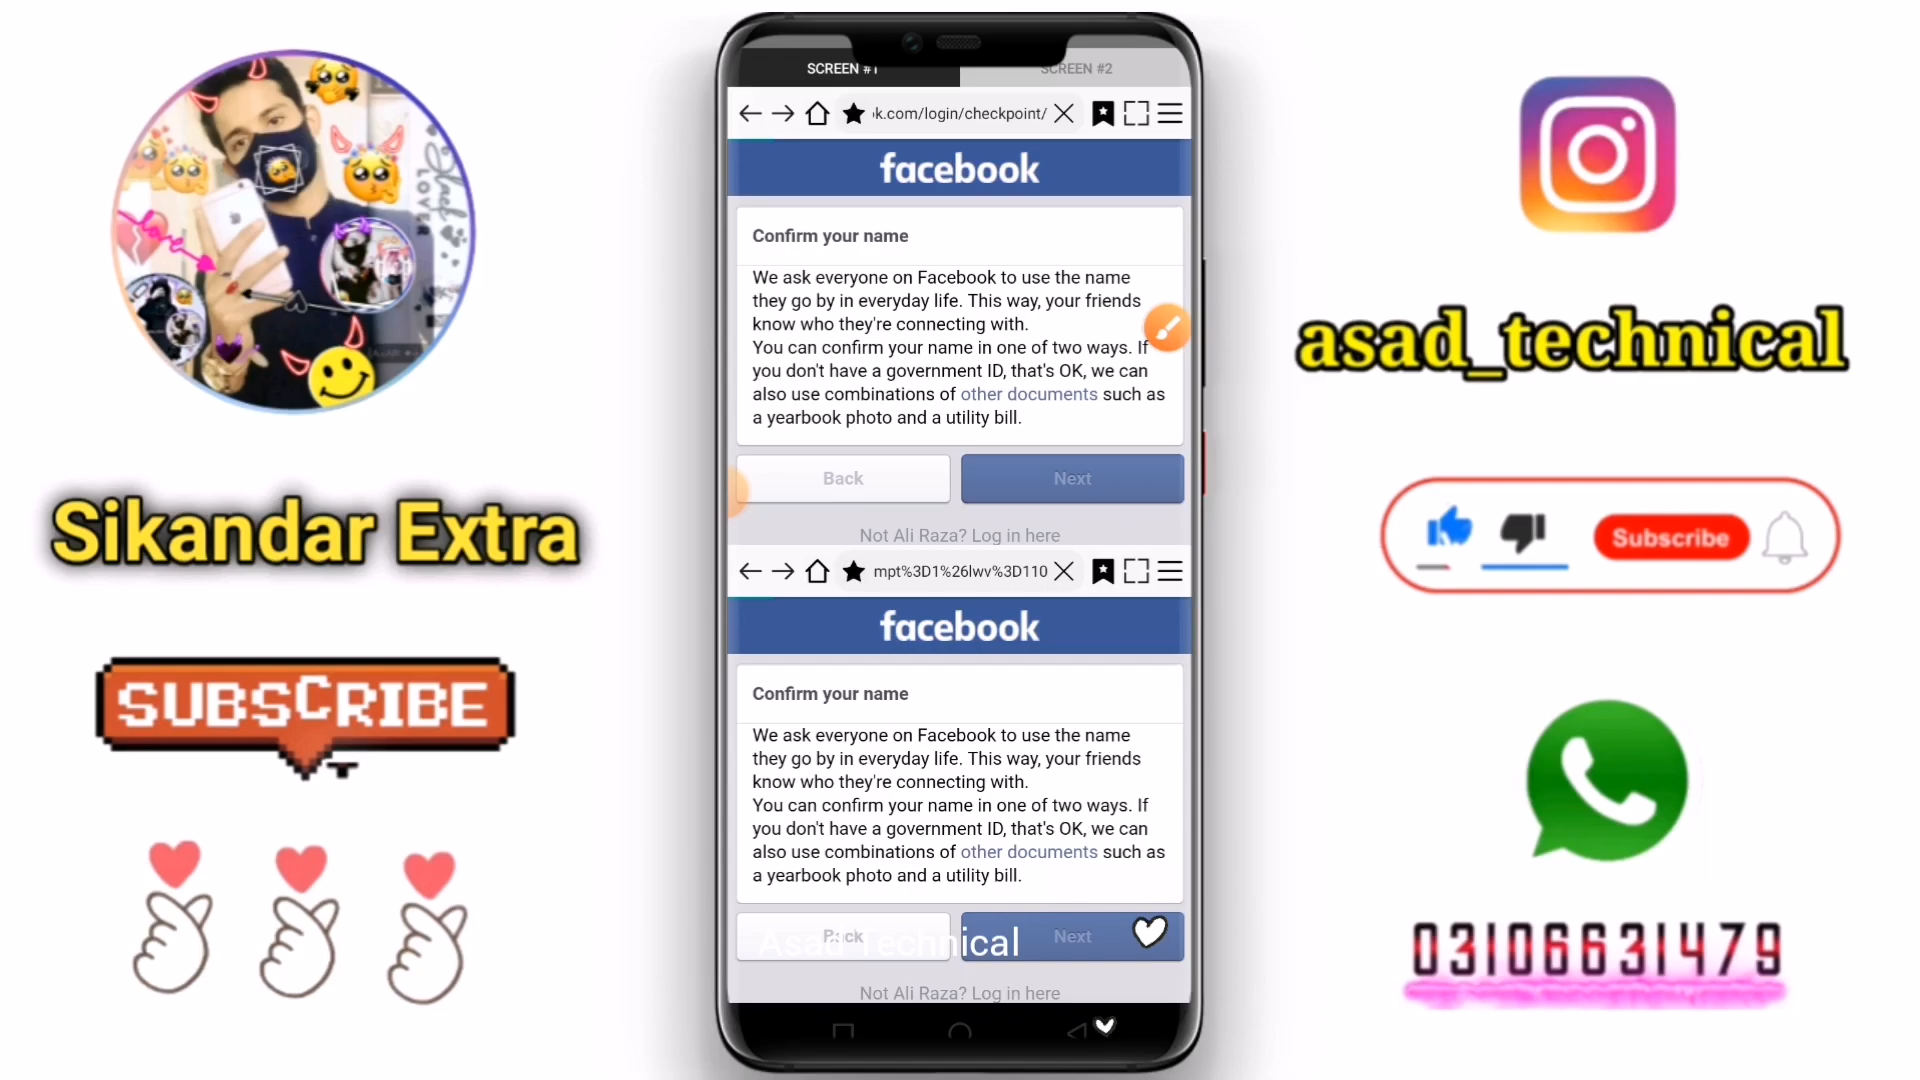 SCREEN #1
SCREEN #2
k.com/login/checkpoint/
facebook
Confirm your name
We ask everyone on Facebook to use the name
they go by in everyday life. This way, your friends
know who they're connecting with.
You can confirm your name in one of two ways. If
you don't have a government ID, that's OK, we can
also use combinations of other documents such as
a yearbook photo and a utility bill.
Back
Next
Not Ali Raza? Log in here
mpt%3D1%26lwv%3D110
facebook
Confirm your name
We ask everyone on Facebook to use the name
they go by in everyday life. This way, your friends
know who they're connecting with.
You can confirm your name in one of two ways. If
you don't have a government ID, that's OK, we can
also use combinations of other documents such as
a yearbook photo and a utility bill.
Back
Next
Asad Technical
Not Ali Raza? Log in here
LOVER
Sikandar Extra
SUBSCRIBE
asad_technical
Subscribe
03106631479